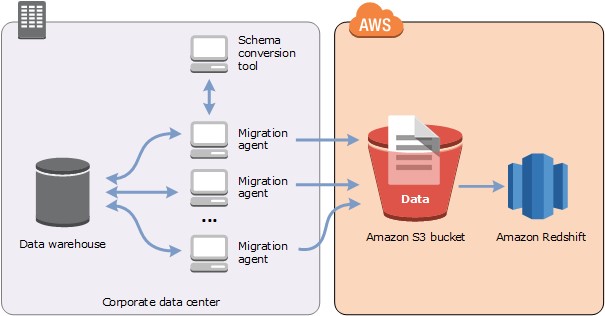 AWS
Schema
conversion
tool
Migration
agent
Migration
agent
...
Migration
agent
Data warehouse
Corporate data center
Data
Amazon S3 bucket
Amazon Redshift